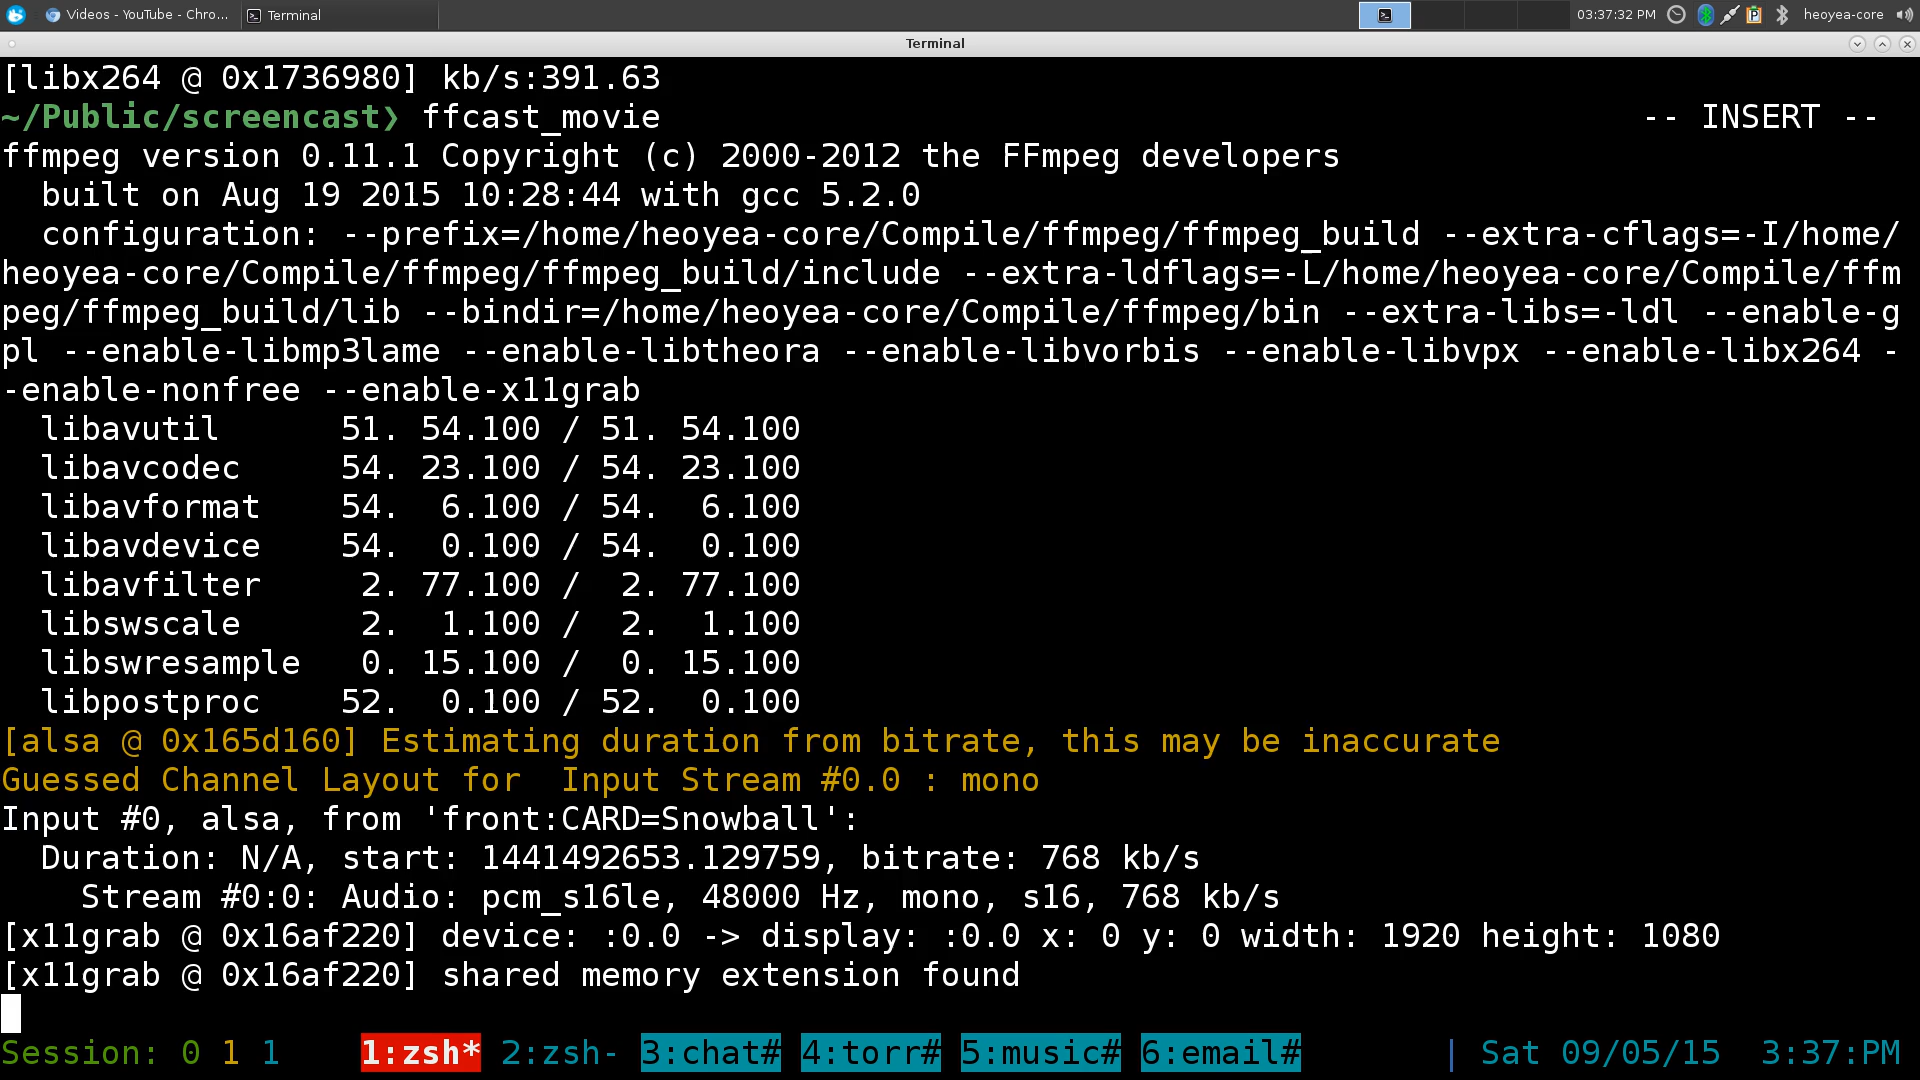 Videos - YouTube - Chro...
Terminal
03:37:32 PM
heoyea-core
Terminal
[libx264 @ 0x1736980] kb/s:391.63
~/Public/screencast❯ ffcast_movie -- INSERT --
ffmpeg version 0.11.1 Copyright (c) 2000-2012 the FFmpeg developers
  built on Aug 19 2015 10:28:44 with gcc 5.2.0
  configuration: --prefix=/home/heoyea-core/Compile/ffmpeg/ffmpeg_build --extra-cflags=-I/home/
heoyea-core/Compile/ffmpeg/ffmpeg_build/include --extra-ldflags=-L/home/heoyea-core/Compile/ffm
peg/ffmpeg_build/lib --bindir=/home/heoyea-core/Compile/ffmpeg/bin --extra-libs=-ldl --enable-g
pl --enable-libmp3lame --enable-libtheora --enable-libvorbis --enable-libvpx --enable-libx264 -
-enable-nonfree --enable-x11grab
  libavutil      51. 54.100 / 51. 54.100
  libavcodec     54. 23.100 / 54. 23.100
  libavformat    54.  6.100 / 54.  6.100
  libavdevice    54.  0.100 / 54.  0.100
  libavfilter     2. 77.100 /  2. 77.100
  libswscale      2.  1.100 /  2.  1.100
  libswresample   0. 15.100 /  0. 15.100
  libpostproc    52.  0.100 / 52.  0.100
[alsa @ 0x165d160] Estimating duration from bitrate, this may be inaccurate
Guessed Channel Layout for  Input Stream #0.0 : mono
Input #0, alsa, from 'front:CARD=Snowball':
  Duration: N/A, start: 1441492653.129759, bitrate: 768 kb/s
    Stream #0:0: Audio: pcm_s16le, 48000 Hz, mono, s16, 768 kb/s
[x11grab @ 0x16af220] device: :0.0 -> display: :0.0 x: 0 y: 0 width: 1920 height: 1080
[x11grab @ 0x16af220] shared memory extension found
Session: 0 1 1 1:zsh* 2:zsh- 3:chat# 4:torr# 5:music# 6:email# | Sat 09/05/15 3:37:PM